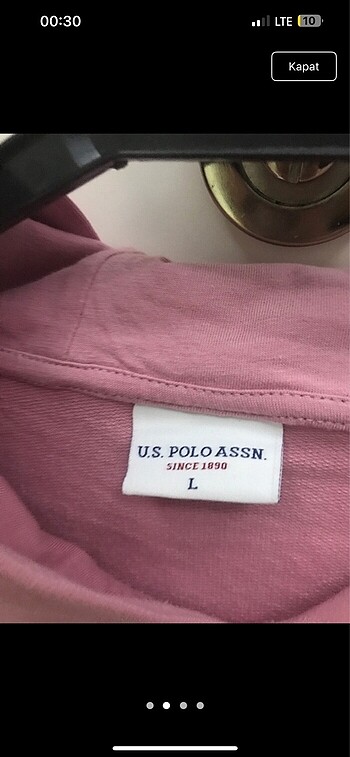 00:30
LTE
10
Kapat
U.S. POLO ASSN.
SINCE 1890
L